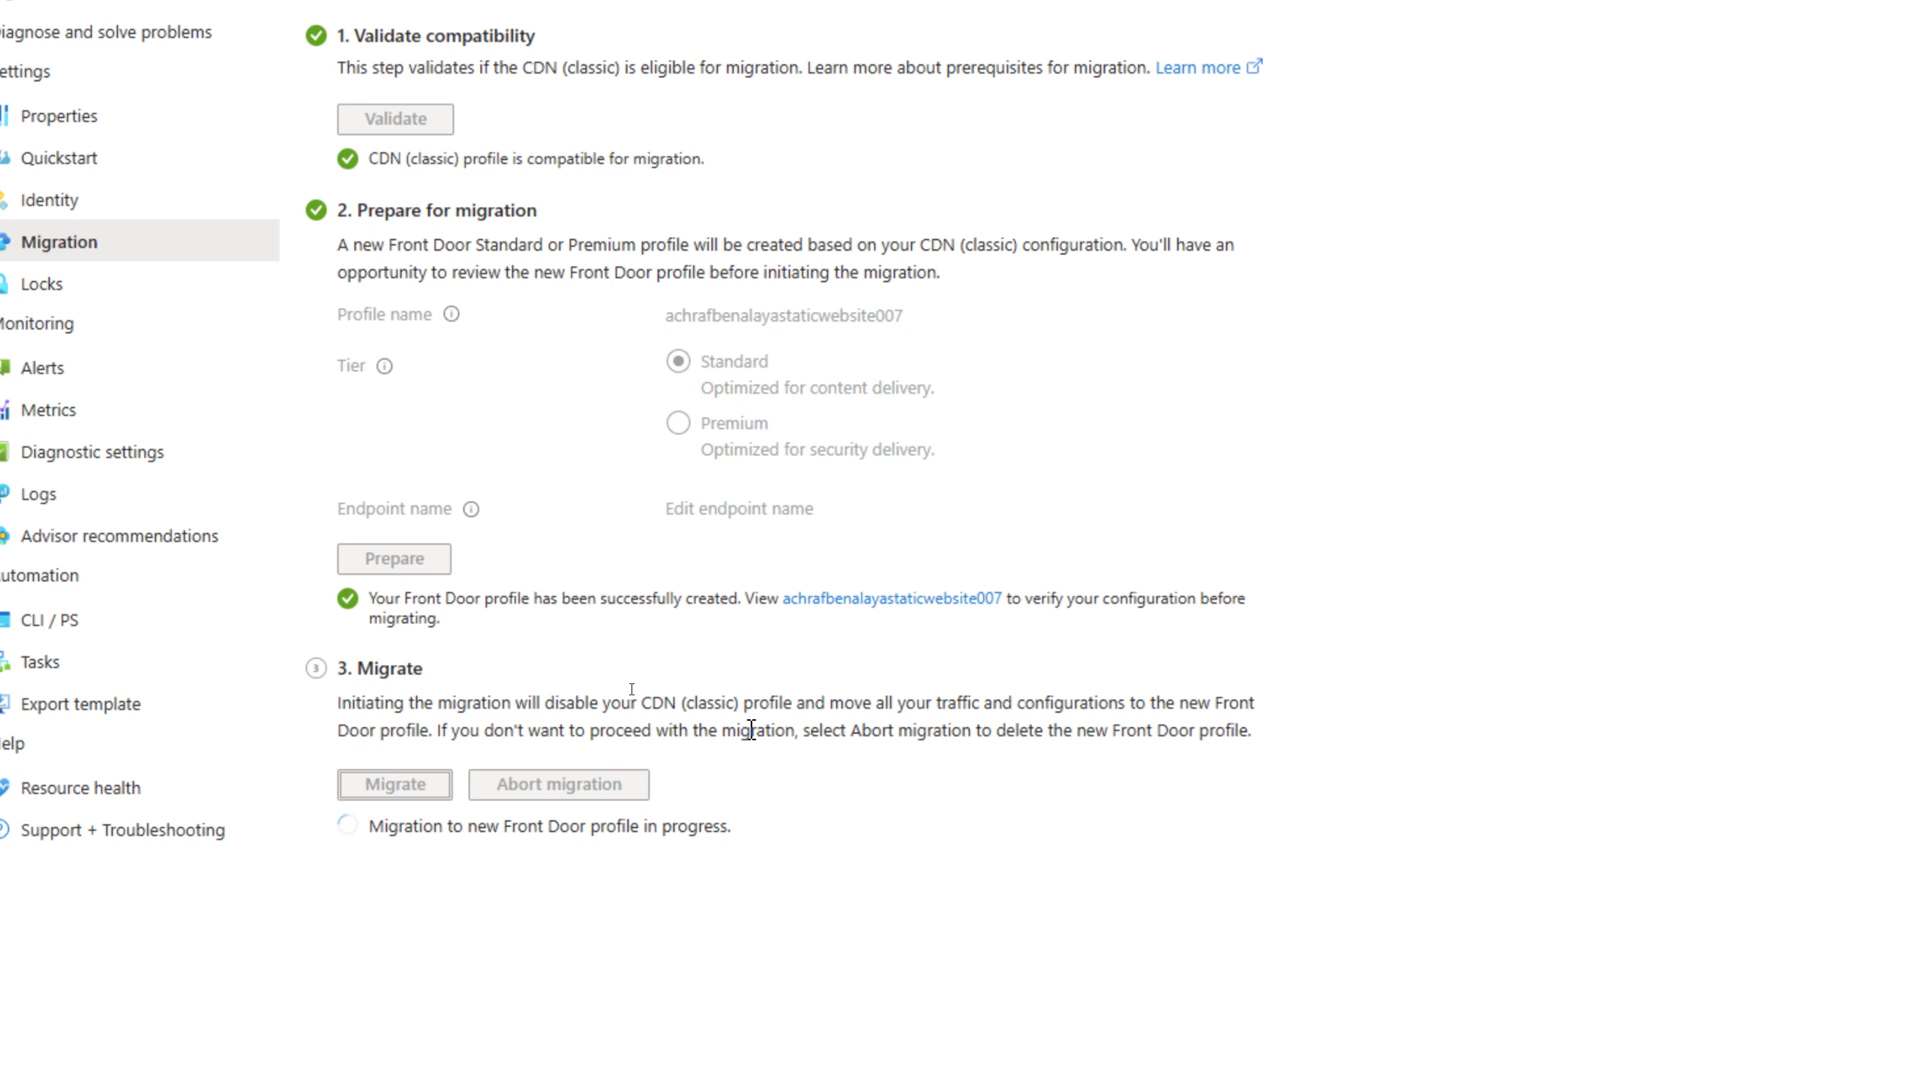 iagnose and solve problems
ettings
Properties
Quickstart
Identity
Migration
Locks
onitoring
Alerts
Metrics
Diagnostic settings
Logs
Advisor recommendations
utomation
CLI / PS
Tasks
Export template
elp
Resource health
Support + Troubleshooting
1. Validate compatibility
This step validates if the CDN (classic) is eligible for migration. Learn more about prerequisites for migration. Learn more
Validate
CDN (classic) profile is compatible for migration.
2. Prepare for migration
A new Front Door Standard or Premium profile will be created based on your CDN (classic) configuration. You'll have an
opportunity to review the new Front Door profile before initiating the migration.
Profile name
achrafbenalayastaticwebsite007
Tier
Standard
Optimized for content delivery.
Premium
Optimized for security delivery.
Endpoint name
Edit endpoint name
Prepare
Your Front Door profile has been successfully created. View achrafbenalayastaticwebsite007 to verify your configuration before
migrating.
3
3. Migrate
Initiating the migration will disable your CDN (classic) profile and move all your traffic and configurations to the new Front
Door profile. If you don't want to proceed with the migration, select Abort migration to delete the new Front Door profile.
Migrate
Abort migration
Migration to new Front Door profile in progress.